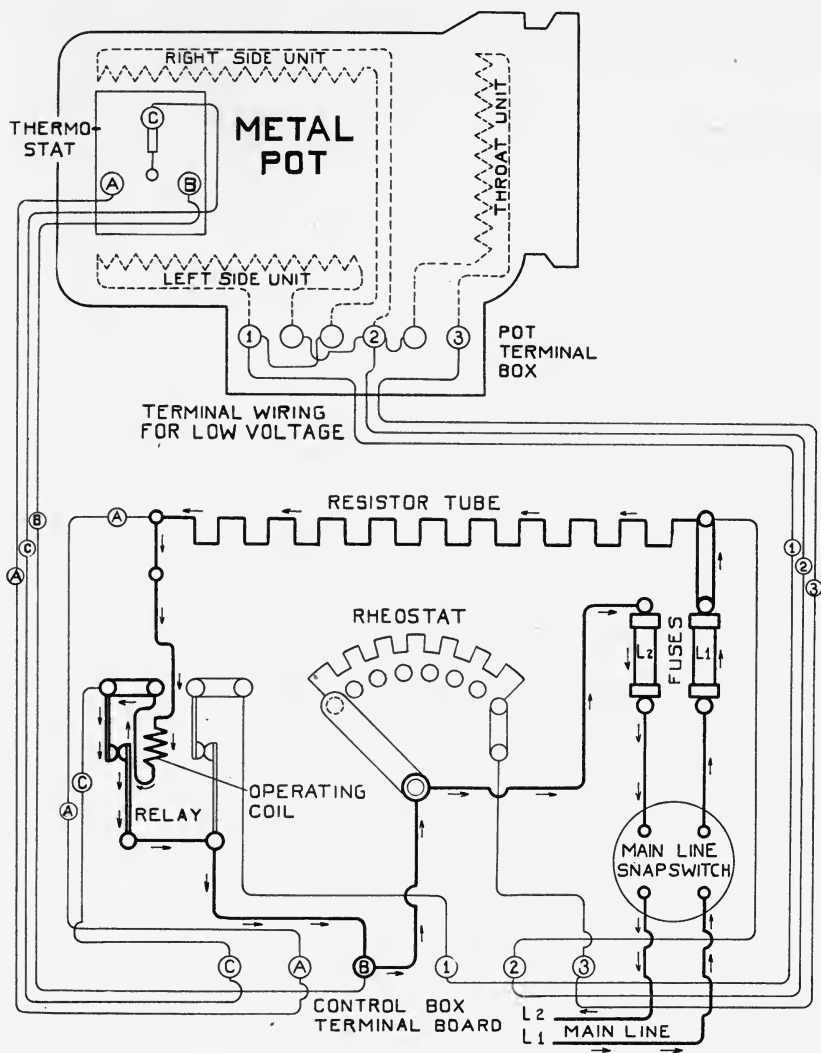 RIGHT SIDE UNIT
THERMO-
STAT
C
METAL
POT
THROAT UNIT
A
B
LEFT SIDE UNIT
1
2
3
POT
TERMINAL
BOX
TERMINAL WIRING
FOR LOW VOLTAGE
RESISTOR TUBE
A
B
C
A
1
2
3
RHEOSTAT
L2
FUSES
L1
C
A
OPERATING
COIL
RELAY
MAIN LINE
SNAPSWITCH
C
A
B
1
2
3
CONTROL BOX
TERMINAL BOARD
L2
L1
MAIN LINE